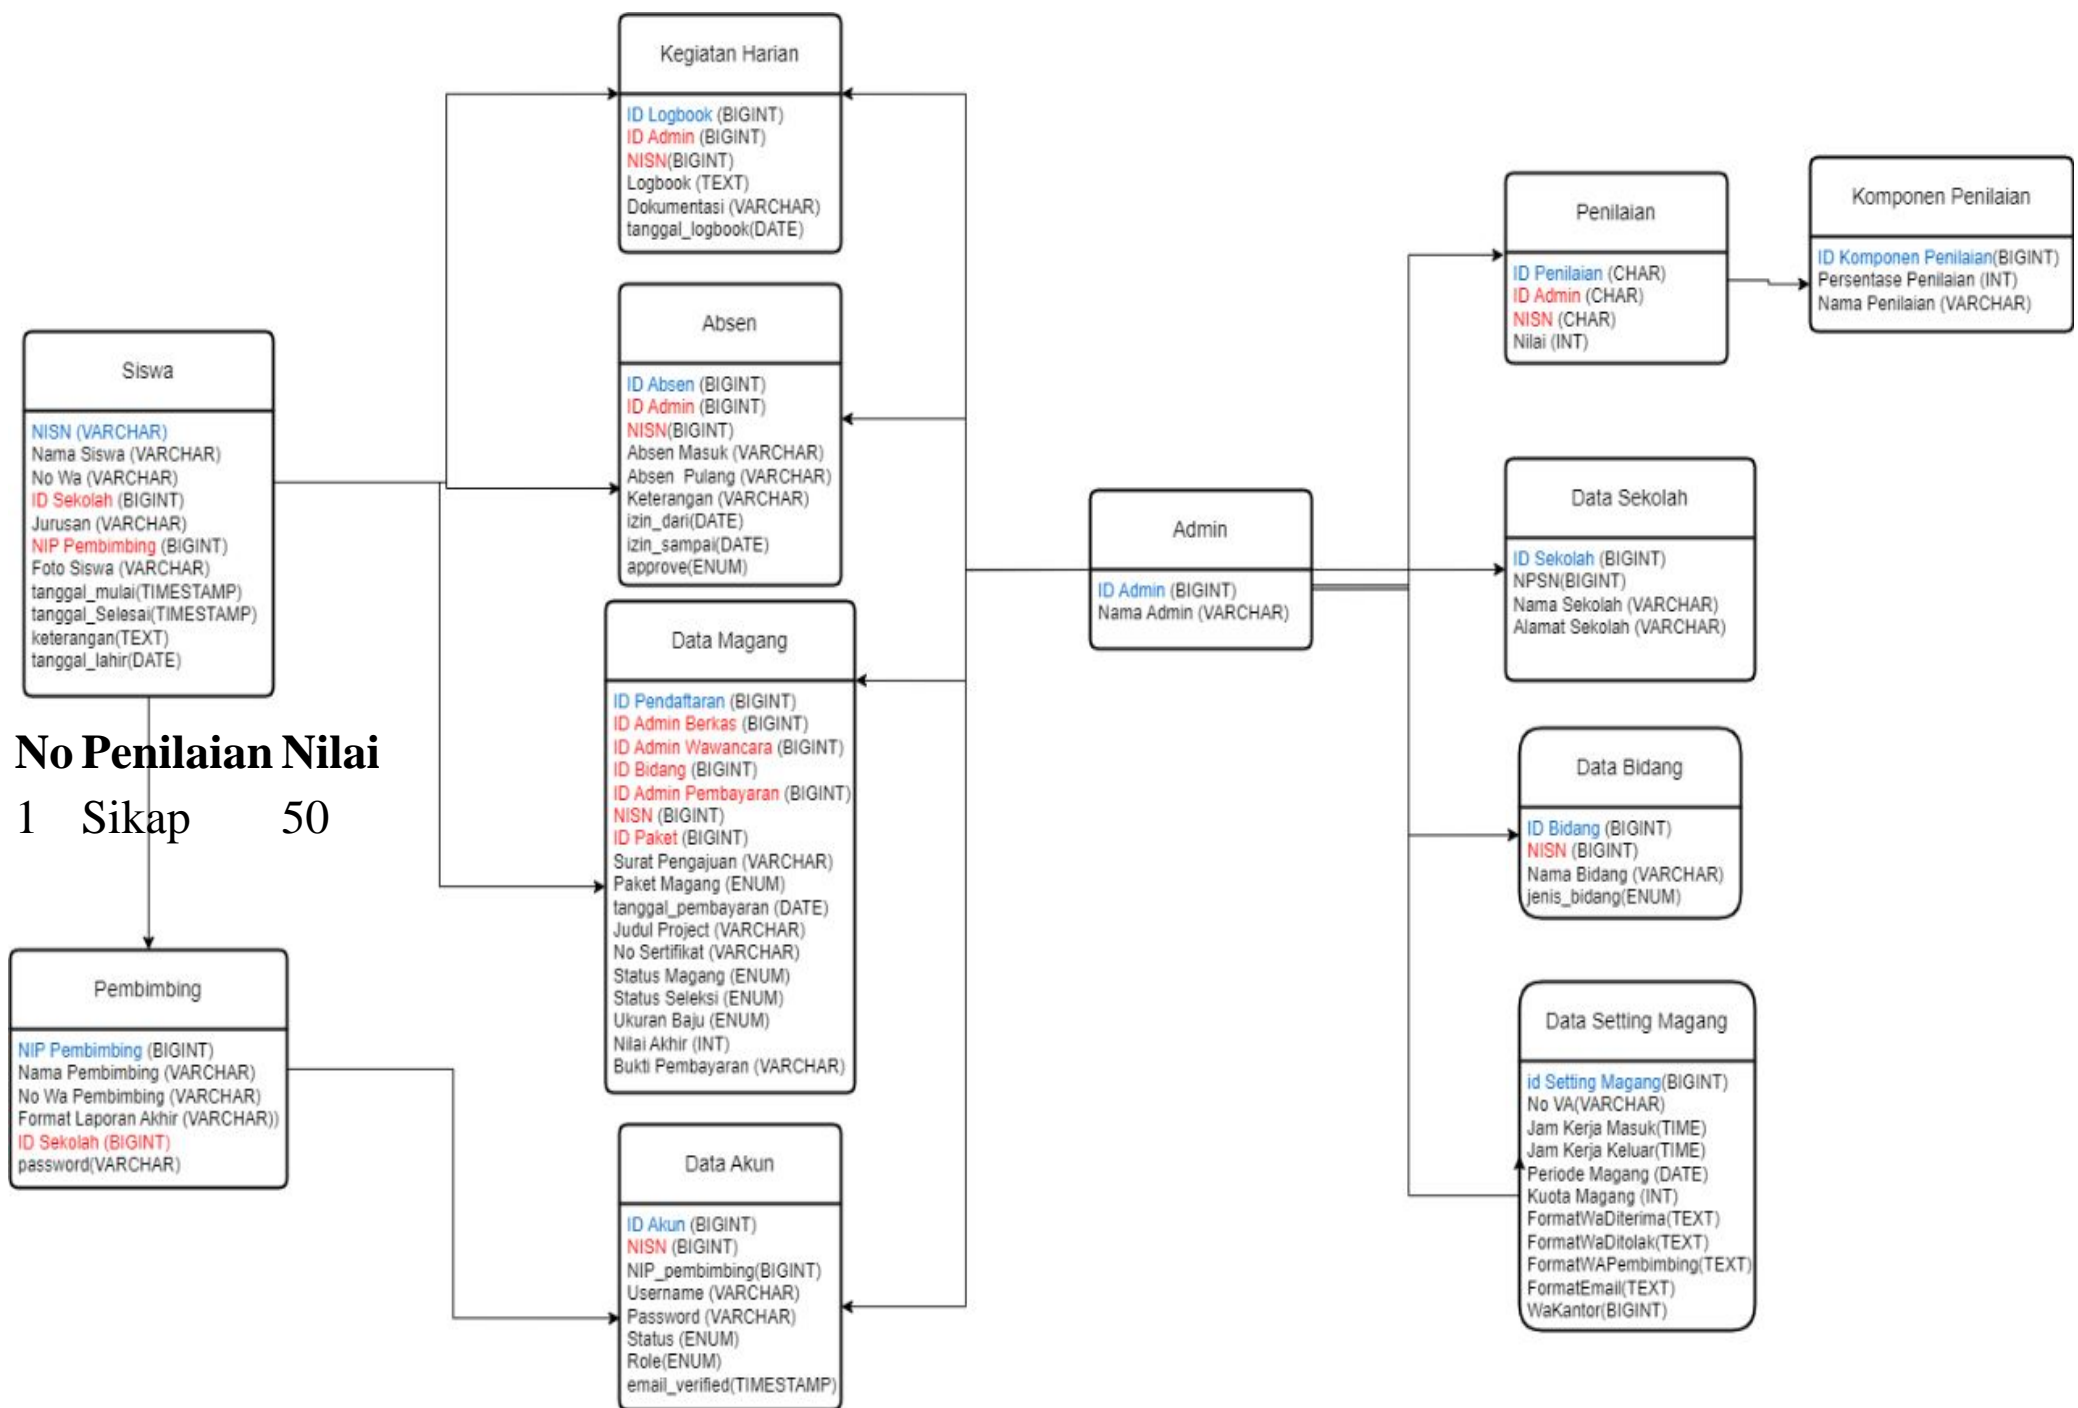 Kegiatan Harian
ID Logbook (BIGINT)
ID Admin (BIGINT)
NISN(BIGINT)
Logbook (TEXT)
Dokumentasi (VARCHAR)
tanggal_logbook(DATE)
Absen
ID Absen (BIGINT)
ID Admin (BIGINT)
NISN(BIGINT)
Absen Masuk (VARCHAR)
Absen  Pulang (VARCHAR)
Keterangan (VARCHAR)
izin_dari(DATE)
izin_sampai(DATE)
approve(ENUM)
Siswa
NISN (VARCHAR)
Nama Siswa (VARCHAR)
No Wa (VARCHAR)
ID Sekolah (BIGINT)
Jurusan (VARCHAR)
NIP Pembimbing (BIGINT)
Foto Siswa (VARCHAR)
tanggal_mulai(TIMESTAMP)
tanggal_Selesai(TIMESTAMP)
keterangan(TEXT)
tanggal_lahir(DATE)
No Penilaian Nilai
1 Sikap 50
Pembimbing
NIP Pembimbing (BIGINT)
Nama Pembimbing (VARCHAR)
No Wa Pembimbing (VARCHAR)
Format Laporan Akhir (VARCHAR))
ID Sekolah (BIGINT)
password(VARCHAR)
Data Magang
ID Pendaftaran (BIGINT)
ID Admin Berkas (BIGINT)
ID Admin Wawancara (BIGINT)
ID Bidang (BIGINT)
ID Admin Pembayaran (BIGINT)
NISN (BIGINT)
ID Paket (BIGINT)
Surat Pengajuan (VARCHAR)
Paket Magang (ENUM)
tanggal_pembayaran (DATE)
Judul Project (VARCHAR)
No Sertifikat (VARCHAR)
Status Magang (ENUM)
Status Seleksi (ENUM)
Ukuran Baju (ENUM)
Nilai Akhir (INT)
Bukti Pembayaran (VARCHAR)
Data Akun
ID Akun (BIGINT)
NISN (BIGINT)
NIP_pembimbing(BIGINT)
Username (VARCHAR)
Password (VARCHAR)
Status (ENUM)
Role(ENUM)
email_verified(TIMESTAMP)
Admin
ID Admin (BIGINT)
Nama Admin (VARCHAR)
Penilaian
ID Penilaian (CHAR)
ID Admin (CHAR)
NISN (CHAR)
Nilai (INT)
Komponen Penilaian
ID Komponen Penilaian(BIGINT)
Persentase Penilaian (INT)
Nama Penilaian (VARCHAR)
Data Sekolah
ID Sekolah (BIGINT)
NPSN(BIGINT)
Nama Sekolah (VARCHAR)
Alamat Sekolah (VARCHAR)
Data Bidang
ID Bidang (BIGINT)
NISN (BIGINT)
Nama Bidang (VARCHAR)
jenis_bidang(ENUM)
Data Setting Magang
id Setting Magang(BIGINT)
No VA(VARCHAR)
Jam Kerja Masuk(TIME)
Jam Kerja Keluar(TIME)
Periode Magang (DATE)
Kuota Magang (INT)
FormatWaDiterima(TEXT)
FormatWaDitolak(TEXT)
FormatWAPembimbing(TEXT)
FormatEmail(TEXT)
WaKantor(BIGINT)